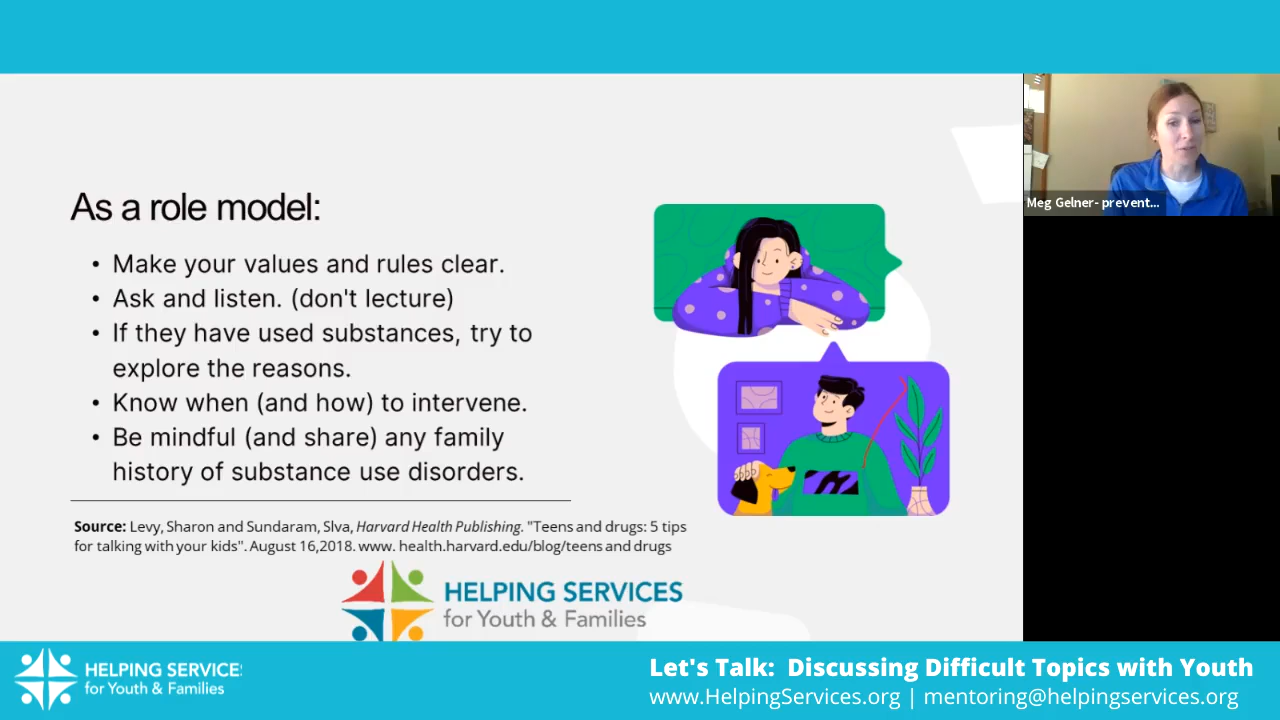 As a role model:
• Make your values and rules clear.
• Ask and listen. (don't lecture)
• If they have used substances, try to
explore the reasons.
• Know when (and how) to intervene.
• Be mindful (and share) any family
history of substance use disorders.
Source: Levy, Sharon and Sundaram, Slva, Harvard Health Publishing. "Teens and drugs: 5 tips
for talking with your kids". August 16,2018. www. health.harvard.edu/blog/teens and drugs
HELPING SERVICES
for Youth & Families
Meg Gelner- prevent...
HELPING SERVICES
for Youth & Families
Let's Talk: Discussing Difficult Topics with Youth
www.HelpingServices.org | mentoring@helpingservices.org